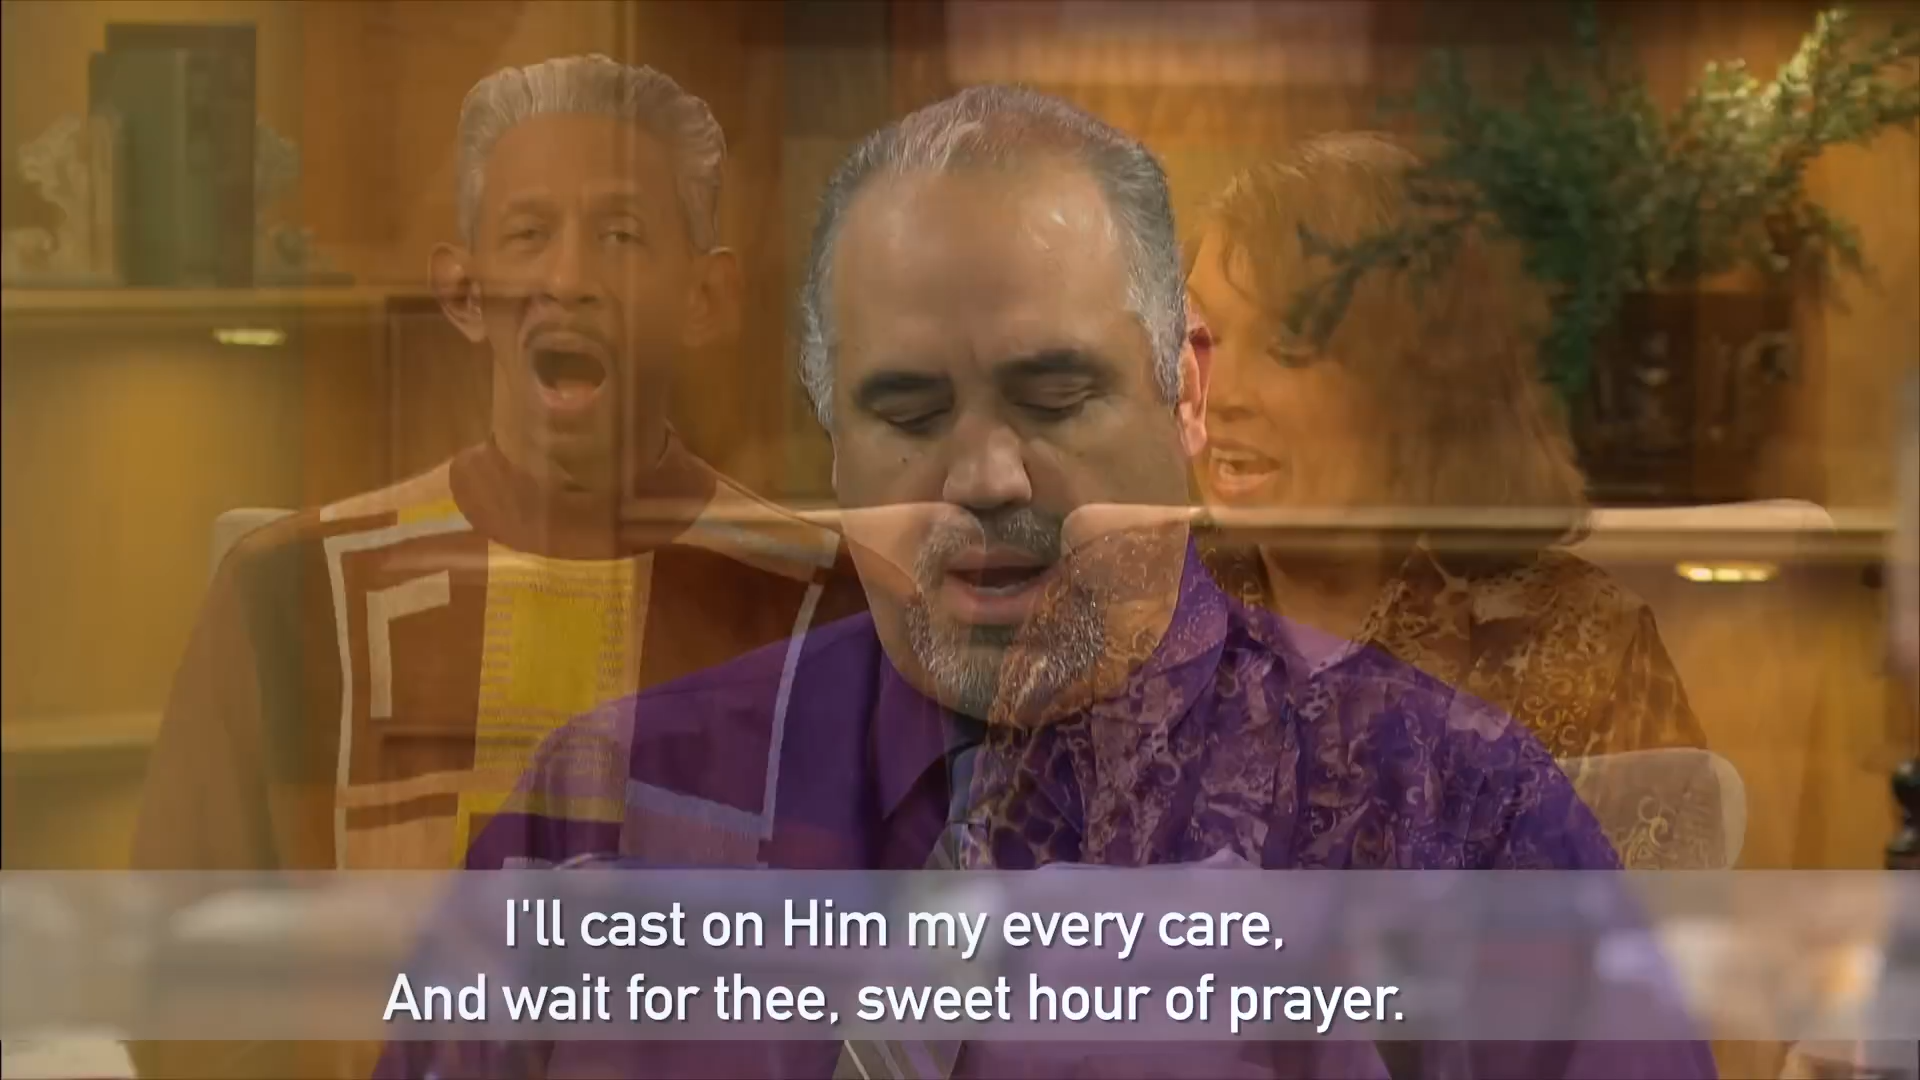 I'll cast on Him my every care,
And wait for thee, sweet hour of prayer.